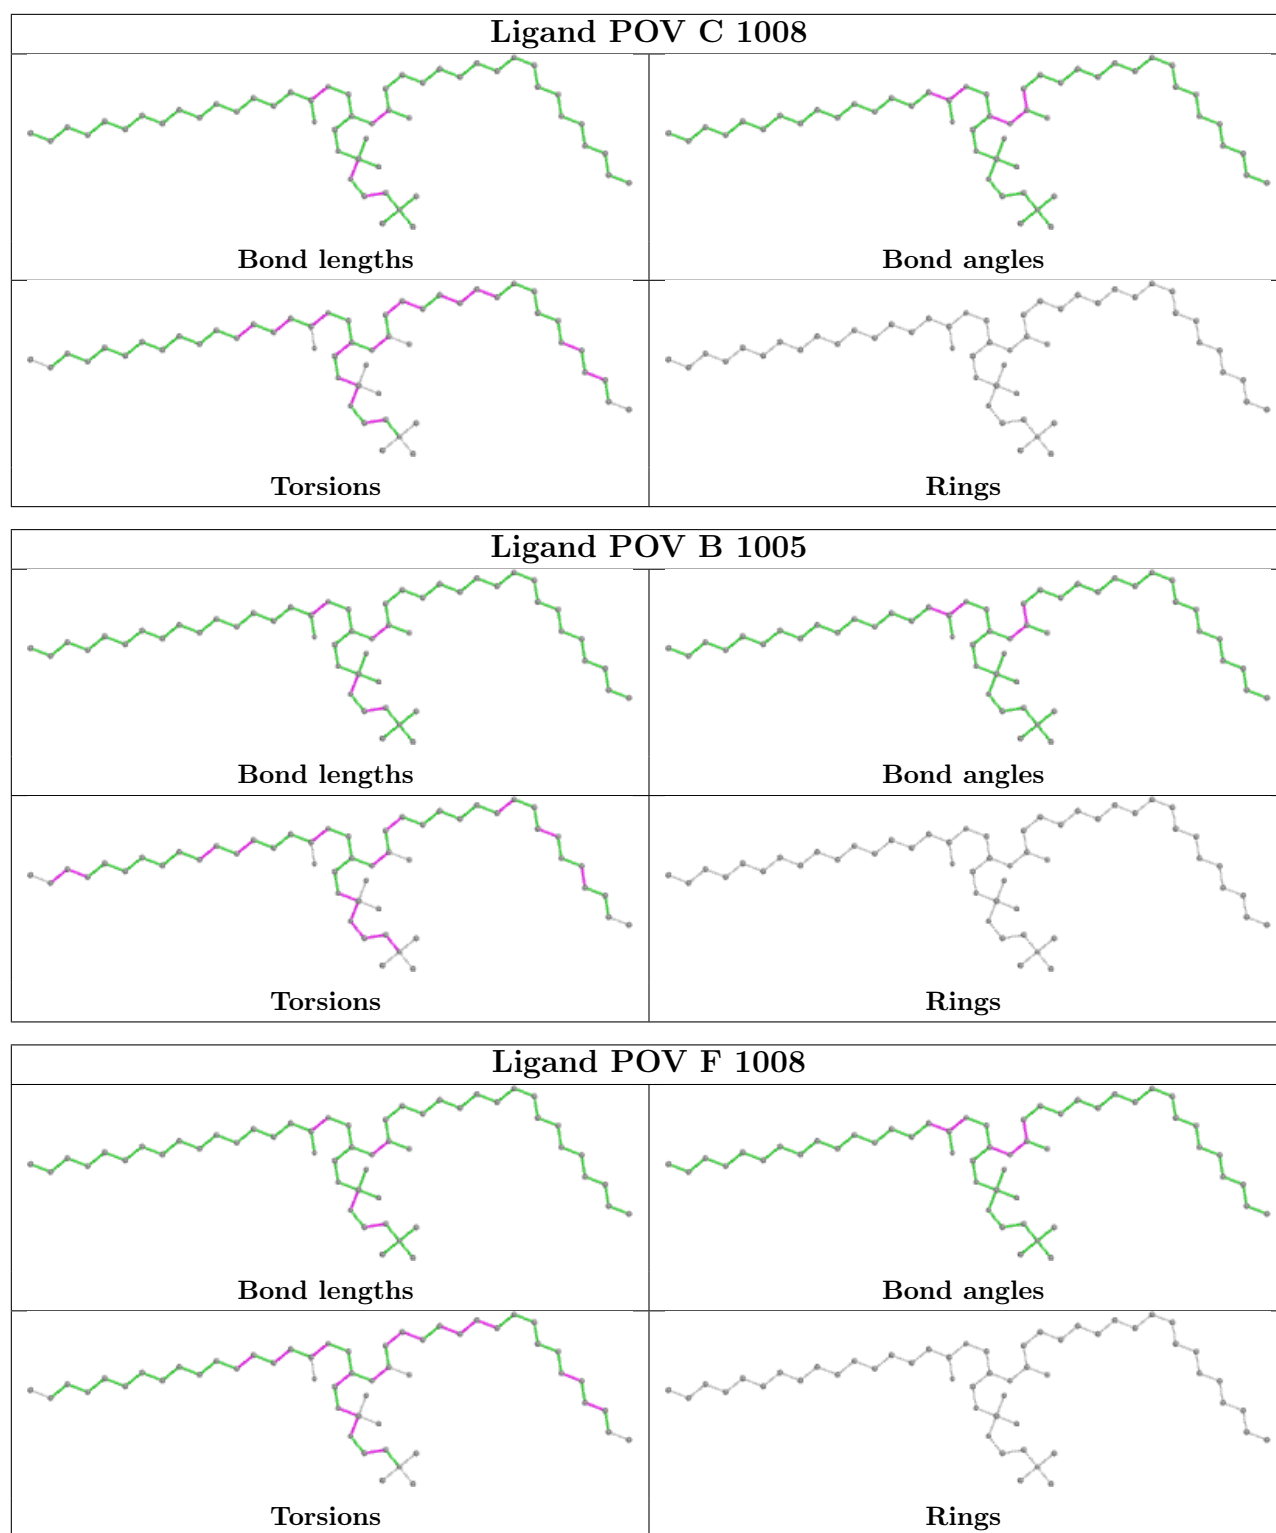 Ligand POV C 1008
Bond lengths
Bond angles
Torsions
Rings
Ligand POV B 1005
Bond lengths
Bond angles
Torsions
Rings
Ligand POV F 1008
Bond lengths
Bond angles
Torsions
Rings